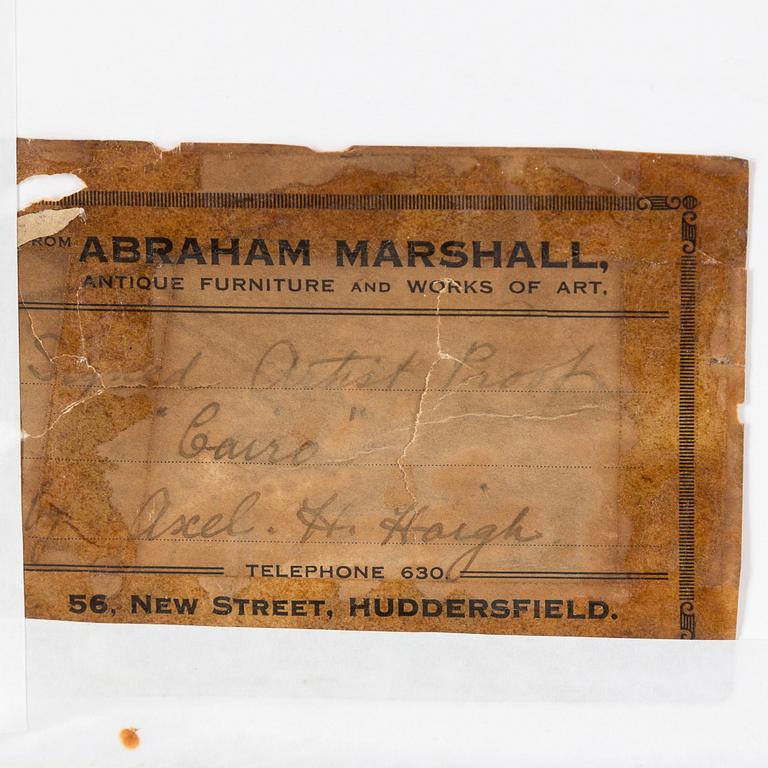 FROM ABRAHAM MARSHALL,
ANTIQUE FURNITURE AND WORKS OF ART.
Signed Artist Proof
"Cairo"
by Axel. H. Haigh
TELEPHONE 630.
56, NEW STREET, HUDDERSFIELD.